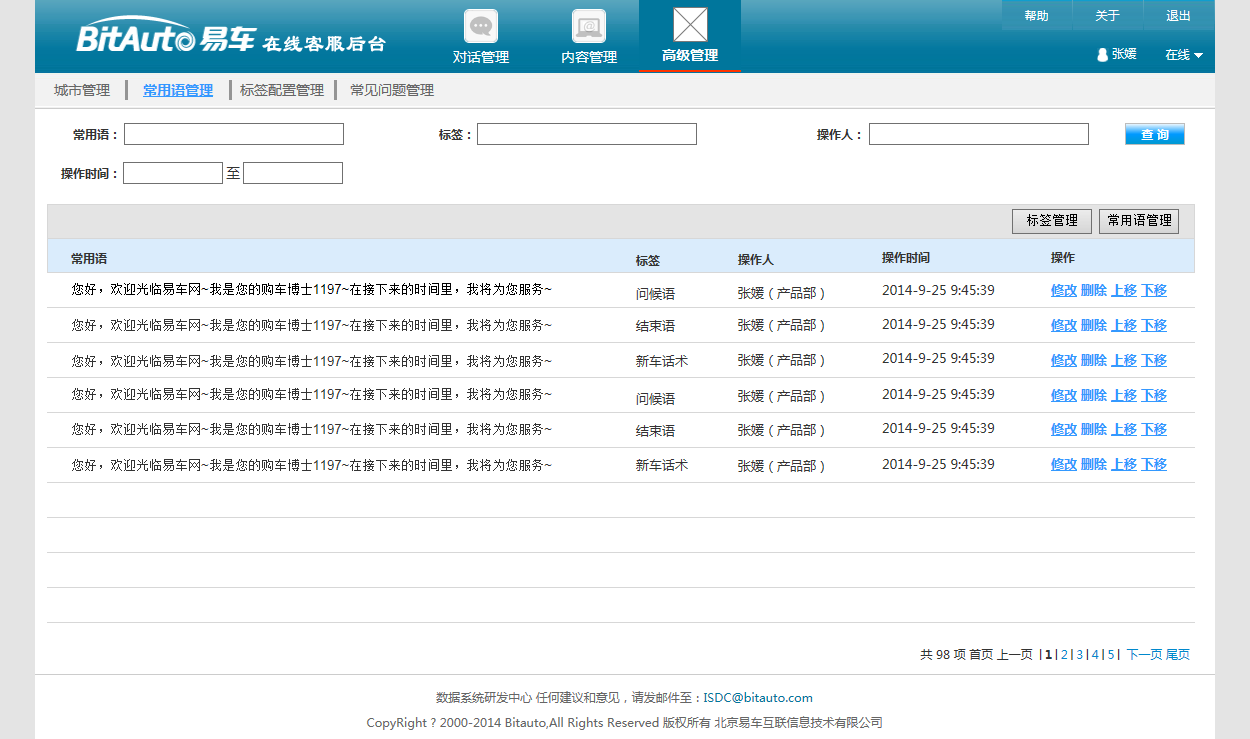 BitAuto 易车 在线客服后台
对话管理 内容管理 高级管理
帮助 关于 退出
张媛 在线
城市管理 常用语管理 标签配置管理 常见问题管理
常用语： 标签： 操作人： 查 询
操作时间： 至
标签管理 常用语管理
常用语 标签 操作人 操作时间 操作
您好，欢迎光临易车网~我是您的购车博士1197~在接下来的时间里，我将为您服务~ 问候语 张媛（产品部） 2014-9-25 9:45:39 修改 删除 上移 下移
您好，欢迎光临易车网~我是您的购车博士1197~在接下来的时间里，我将为您服务~ 结束语 张媛（产品部） 2014-9-25 9:45:39 修改 删除 上移 下移
您好，欢迎光临易车网~我是您的购车博士1197~在接下来的时间里，我将为您服务~ 新车话术 张媛（产品部） 2014-9-25 9:45:39 修改 删除 上移 下移
您好，欢迎光临易车网~我是您的购车博士1197~在接下来的时间里，我将为您服务~ 问候语 张媛（产品部） 2014-9-25 9:45:39 修改 删除 上移 下移
您好，欢迎光临易车网~我是您的购车博士1197~在接下来的时间里，我将为您服务~ 结束语 张媛（产品部） 2014-9-25 9:45:39 修改 删除 上移 下移
您好，欢迎光临易车网~我是您的购车博士1197~在接下来的时间里，我将为您服务~ 新车话术 张媛（产品部） 2014-9-25 9:45:39 修改 删除 上移 下移
共 98 项 首页 上一页 |1|2|3|4|5| 下一页 尾页
数据系统研发中心 任何建议和意见，请发邮件至：ISDC@bitauto.com
CopyRight ? 2000-2014 Bitauto,All Rights Reserved 版权所有 北京易车互联信息技术有限公司